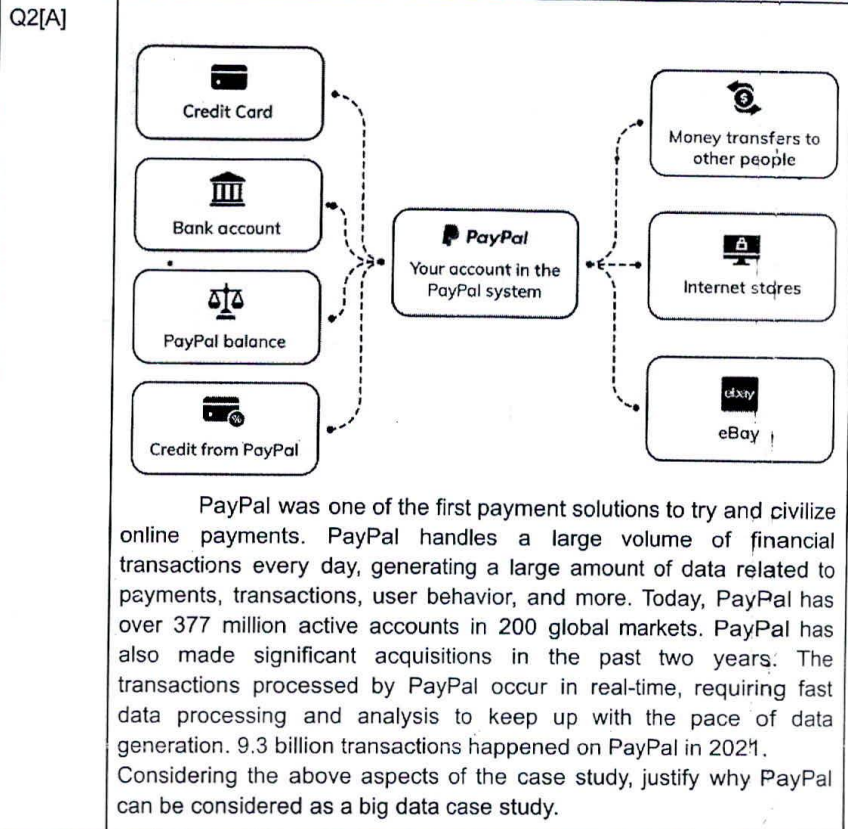 Q2[A]
Credit Card
Bank account
PayPal balance
Credit from PayPal
PayPal
Your account in the
PayPal system
Money transfers to
other people
Internet stores
ebay
eBay
PayPal was one of the first payment solutions to try and civilize
online payments. PayPal handles a large volume of financial
transactions every day, generating a large amount of data related to
payments, transactions, user behavior, and more. Today, PayPal has
over 377 million active accounts in 200 global markets. PayPal has
also made significant acquisitions in the past two years. The
transactions processed by PayPal occur in real-time, requiring fast
data processing and analysis to keep up with the pace of data
generation. 9.3 billion transactions happened on PayPal in 2021.
Considering the above aspects of the case study, justify why PayPal
can be considered as a big data case study.